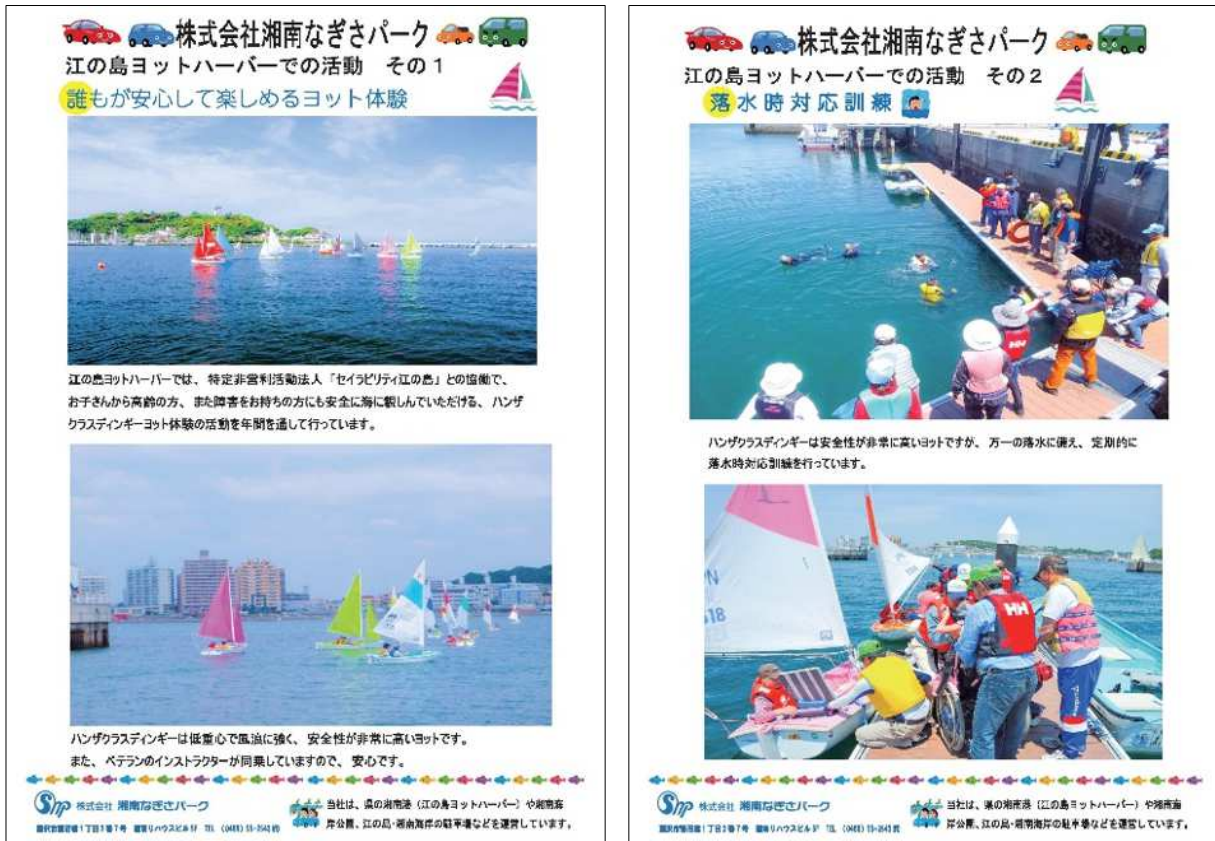 株式会社湘南なぎさパーク
江の島ヨットハーバーでの活動 その1
誰もが安心して楽しめるヨット体験
江の島ヨットハーバーでは、特定非営利活動法人「セイラビリティ江の島」との協働で、
お子さんから高齢の方、また障害をお持ちの方にも安全に海に親しんでいただける、ハンザ
クラスディンギーヨット体験の活動を年間を通して行っています。
ハンザクラスディンギーは低重心で風浪に強く、安全性が非常に高いヨットです。
また、ベテランのインストラクターが同乗していますので、安心です。
株式会社 湘南なぎさパーク
当社は、県の湘南港(江の島ヨットハーバー)や湘南海
岸公園、江の島・湘南海岸の駐車場などを運営しています。
株式会社湘南なぎさパーク
江の島ヨットハーバーでの活動 その2
落水時対応訓練
ハンザクラスディンギーは安全性が非常に高いヨットですが、万一の落水に備え、定期的に
落水時対応訓練を行っています。
HH
株式会社 湘南なぎさパーク
当社は、県の湘南港(江の島ヨットハーバー)や湘南海
岸公園、江の島・湘南海岸の駐車場などを運営しています。